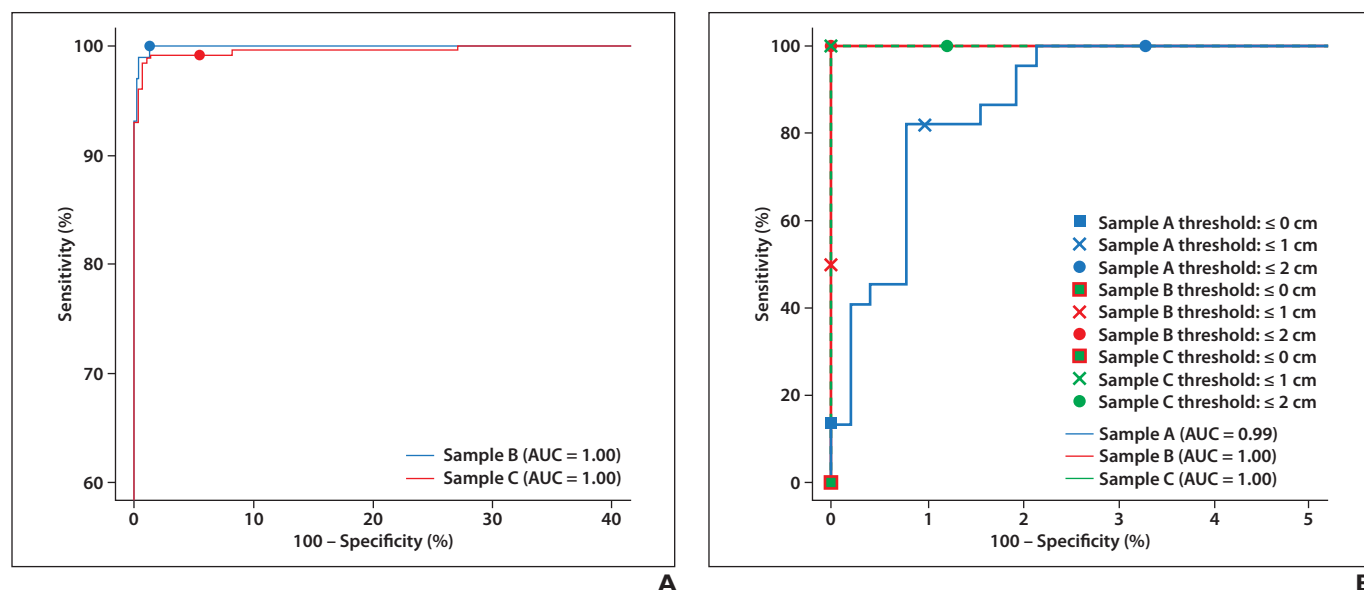 100
90
80
70
60
Sensitivity (%)
Sample B (AUC = 1.00)
Sample C (AUC = 1.00)
0 10 20 30 40
100 – Specificity (%)
A
100
80
60
40
20
0
Sensitivity (%)
Sample A threshold: ≤ 0 cm
Sample A threshold: ≤ 1 cm
Sample A threshold: ≤ 2 cm
Sample B threshold: ≤ 0 cm
Sample B threshold: ≤ 1 cm
Sample B threshold: ≤ 2 cm
Sample C threshold: ≤ 0 cm
Sample C threshold: ≤ 1 cm
Sample C threshold: ≤ 2 cm
Sample A (AUC = 0.99)
Sample B (AUC = 1.00)
Sample C (AUC = 1.00)
0 1 2 3 4 5
100 – Specificity (%)